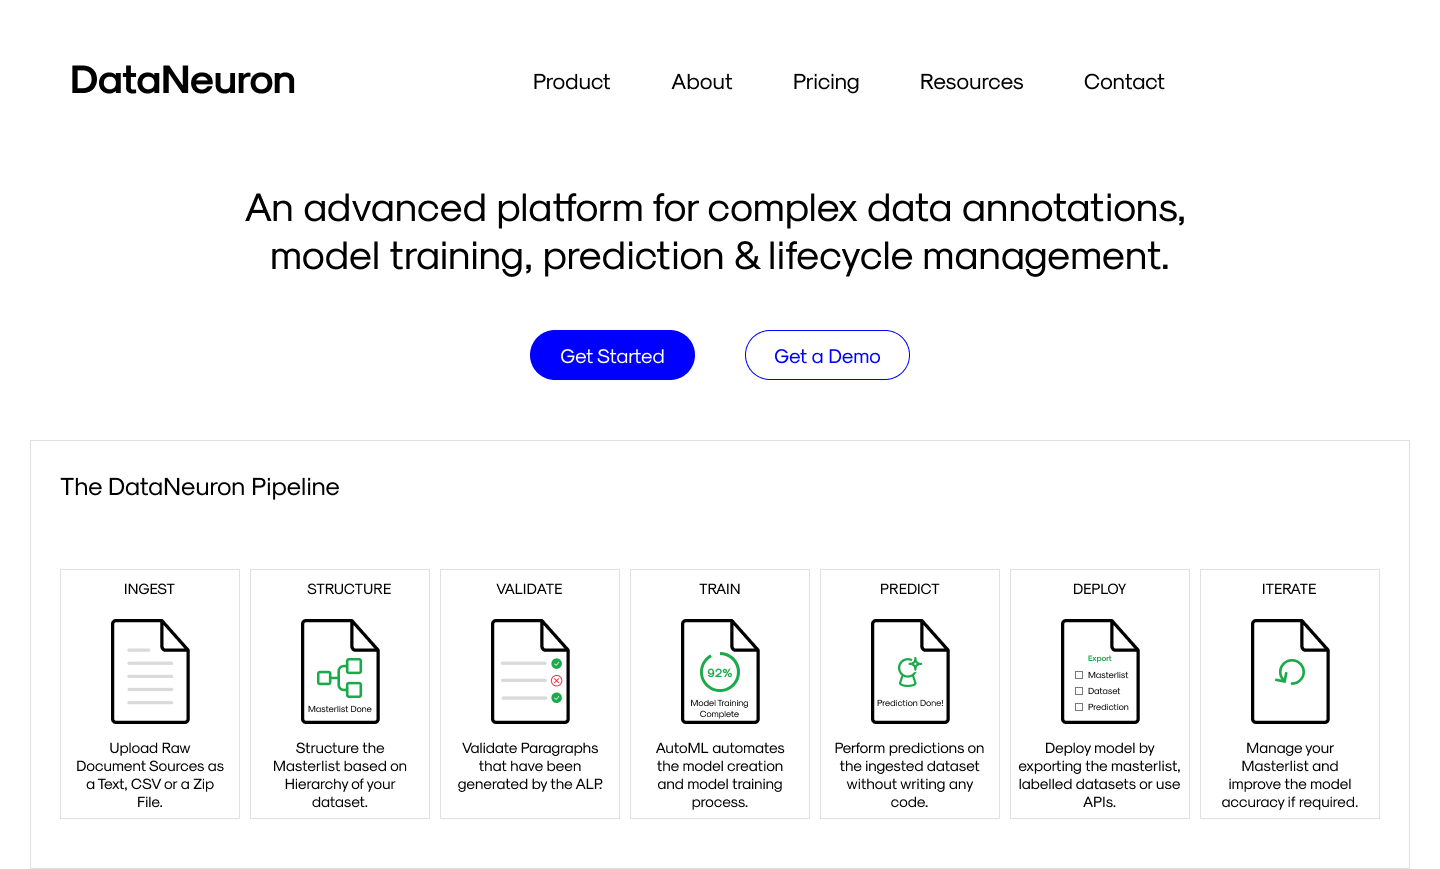 DataNeuron
Product
About
Pricing
Resources
Contact
An advanced platform for complex data annotations,
model training, prediction & lifecycle management.
Get Started
Get a Demo
The DataNeuron Pipeline
INGEST
Upload Raw
Document Sources as
a Text, CSV or a Zip
File.
STRUCTURE
Masterlist Done
Structure the
Masterlist based on
Hierarchy of your
dataset.
VALIDATE
Validate Paragraphs
that have been
generated by the ALP.
TRAIN
92%
Model Training
Complete
AutoML automates
the model creation
and model training
process.
PREDICT
Prediction Done!
Perform predictions on
the ingested dataset
without writing any
code.
DEPLOY
Export
Masterlist
Dataset
Prediction
Deploy model by
exporting the masterlist,
labelled datasets or use
APIs.
ITERATE
Manage your
Masterlist and
improve the model
accuracy if required.